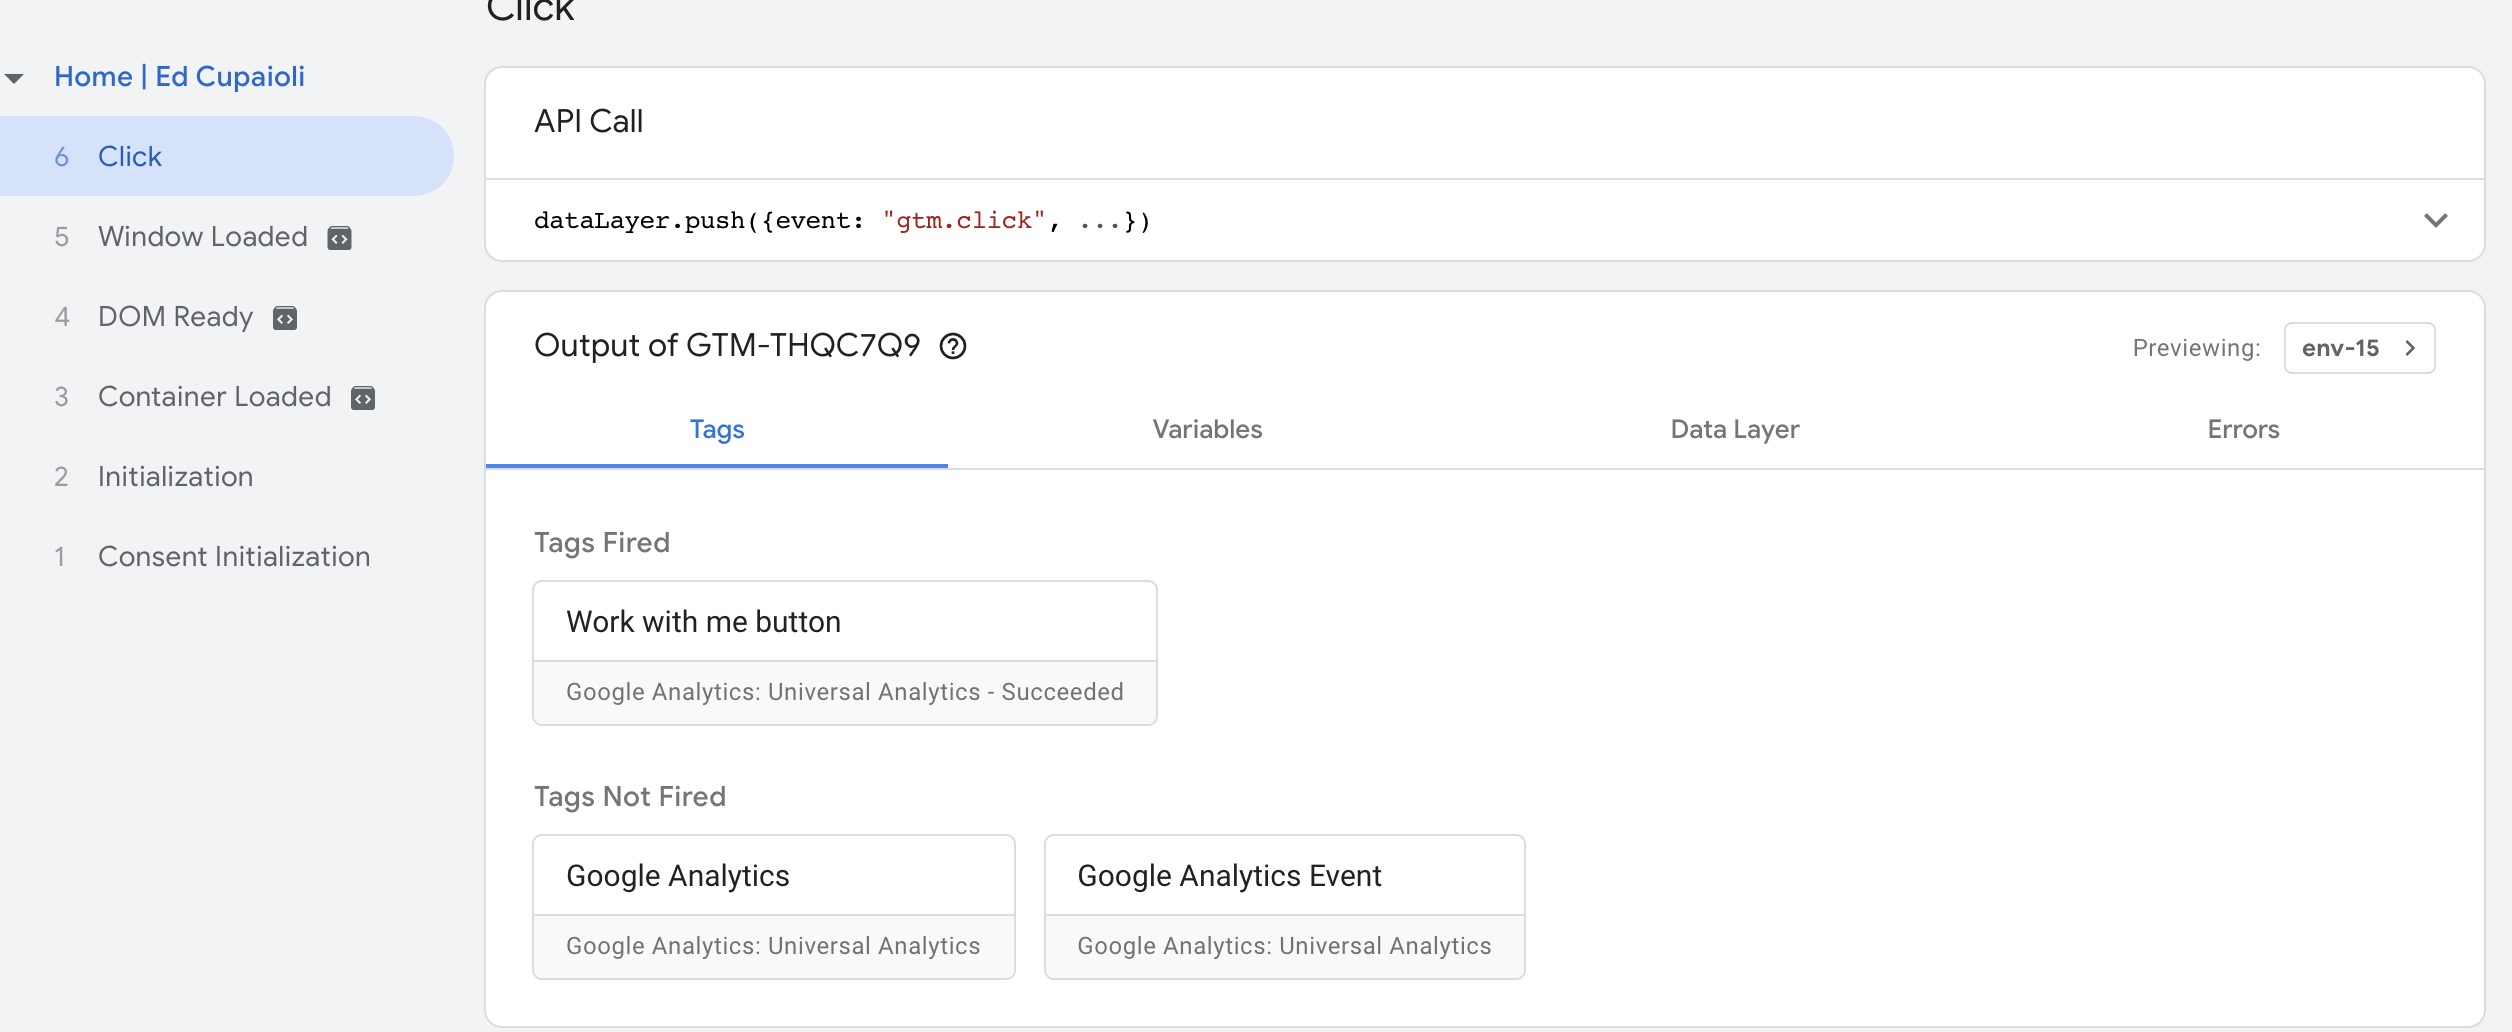 Click
Home | Ed Cupaioli
6 Click
5 Window Loaded
4 DOM Ready
3 Container Loaded
2 Initialization
1 Consent Initialization
API Call
dataLayer.push({event: "gtm.click", ...})
Output of GTM-THQC7Q9
Previewing: env-15
Tags Variables Data Layer Errors
Tags Fired
Work with me button
Google Analytics: Universal Analytics - Succeeded
Tags Not Fired
Google Analytics
Google Analytics: Universal Analytics
Google Analytics Event
Google Analytics: Universal Analytics